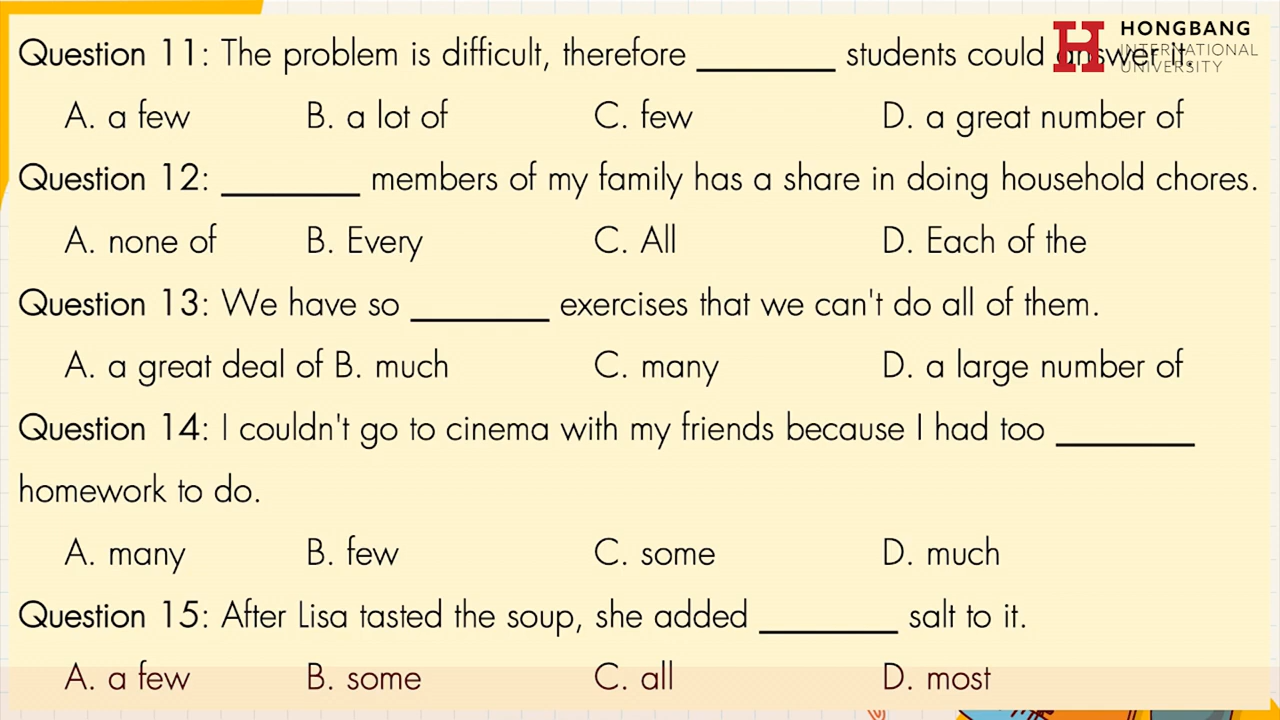 HONGBANG
INTERNATIONAL
UNIVERSITY
Question 11: The problem is difficult, therefore ________ students could answer it.
A. a few B. a lot of C. few D. a great number of
Question 12: ________ members of my family has a share in doing household chores.
A. none of B. Every C. All D. Each of the
Question 13: We have so ________ exercises that we can't do all of them.
A. a great deal of B. much C. many D. a large number of
Question 14: I couldn't go to cinema with my friends because I had too ________
homework to do.
A. many B. few C. some D. much
Question 15: After Lisa tasted the soup, she added ________ salt to it.
A. a few B. some C. all D. most